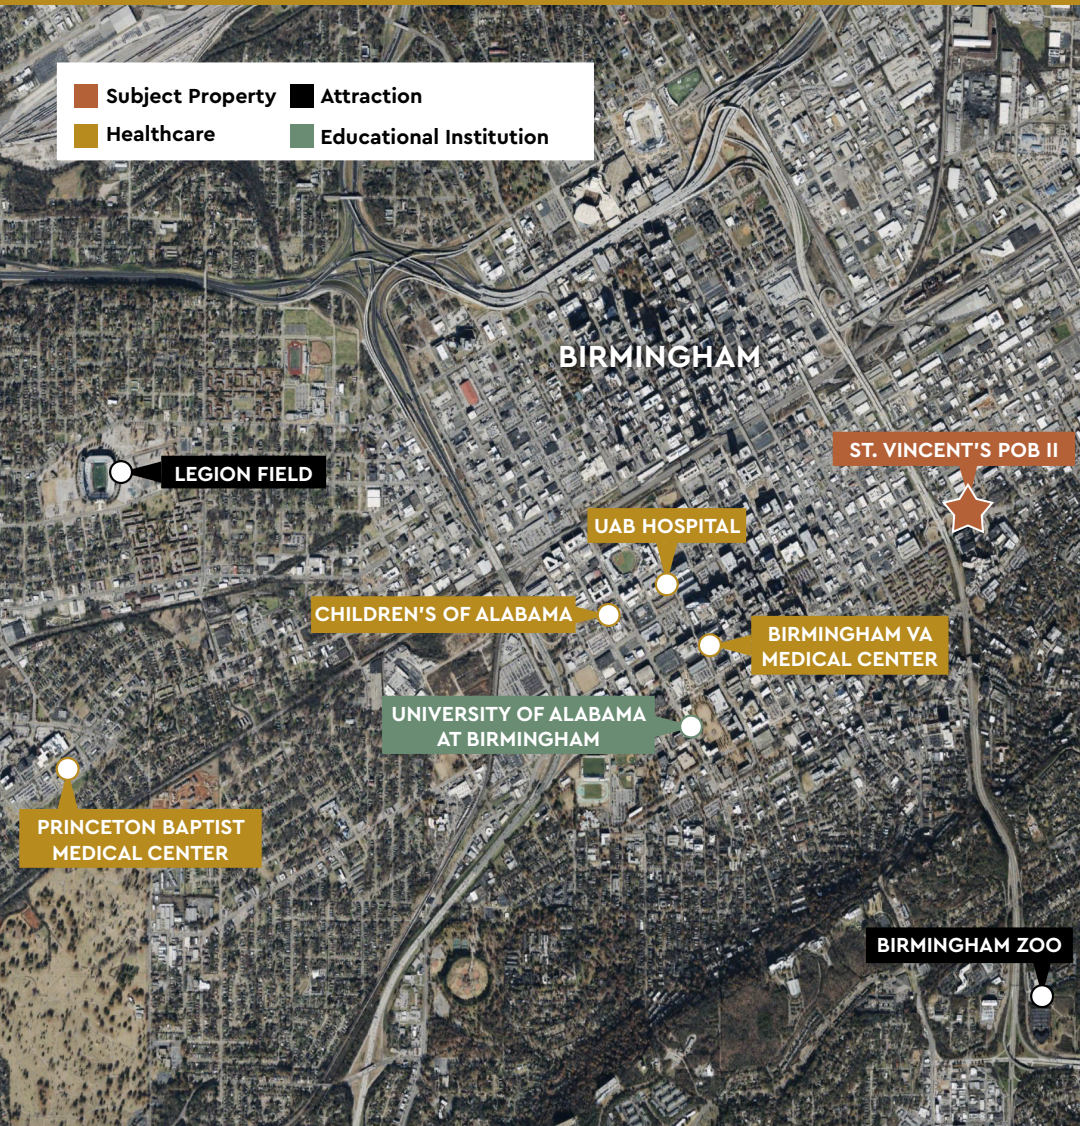 Subject Property
Attraction
Healthcare
Educational Institution
BIRMINGHAM
ST. VINCENT'S POB II
LEGION FIELD
UAB HOSPITAL
CHILDREN'S OF ALABAMA
BIRMINGHAM VA
MEDICAL CENTER
UNIVERSITY OF ALABAMA
AT BIRMINGHAM
PRINCETON BAPTIST
MEDICAL CENTER
BIRMINGHAM ZOO